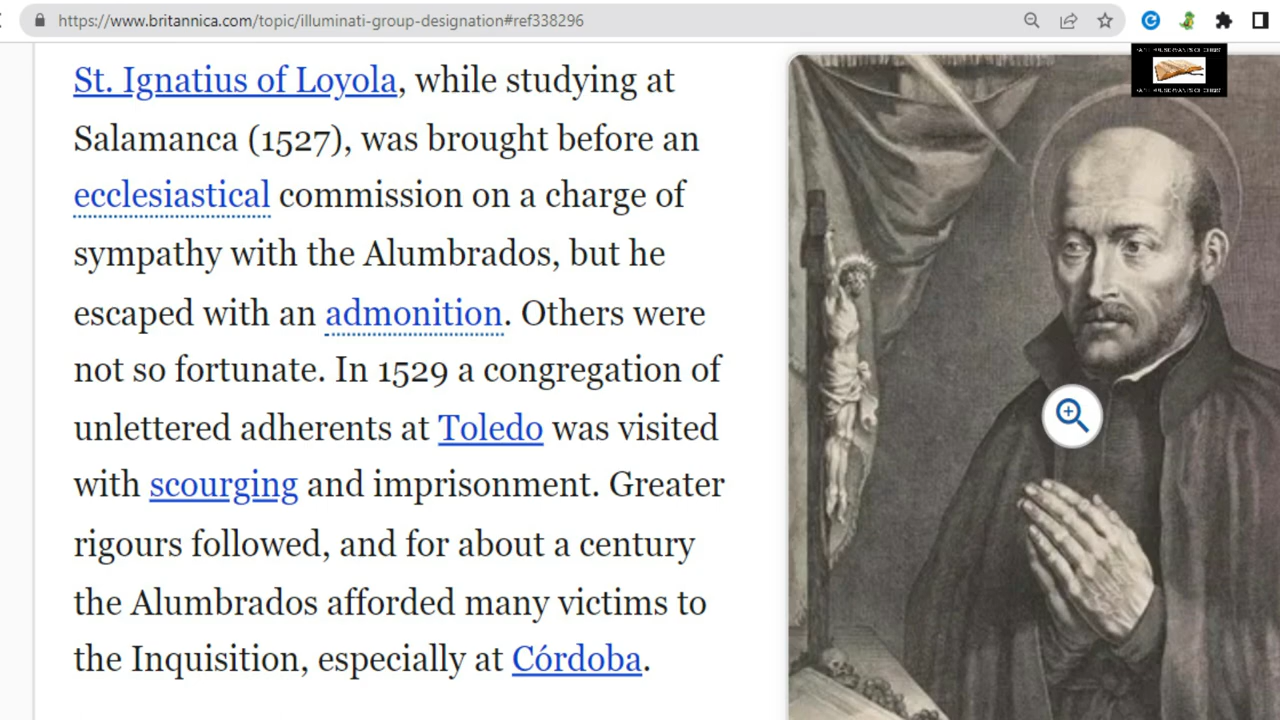 https://www.britannica.com/topic/illuminati-group-designation#ref338296
St. Ignatius of Loyola, while studying at
Salamanca (1527), was brought before an
ecclesiastical commission on a charge of
sympathy with the Alumbrados, but he
escaped with an admonition. Others were
not so fortunate. In 1529 a congregation of
unlettered adherents at Toledo was visited
with scourging and imprisonment. Greater
rigours followed, and for about a century
the Alumbrados afforded many victims to
the Inquisition, especially at Córdoba.